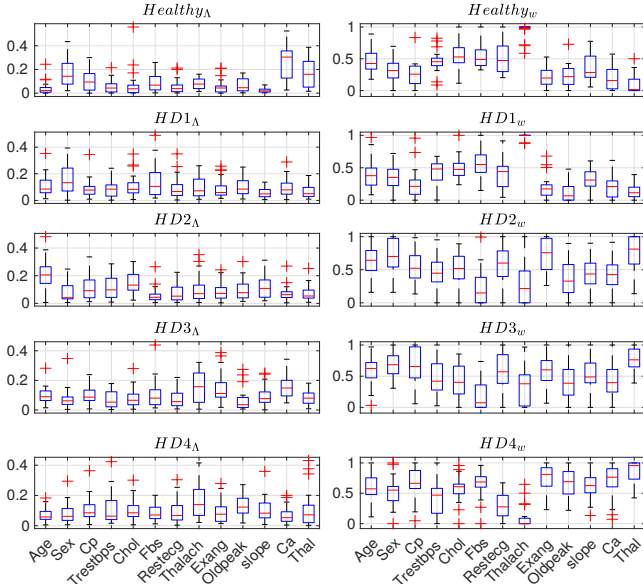 Healthy_Λ
Healthy_w
0.4
0.2
0
1
0.5
0
HD1_Λ
HD1_w
0.4
0.2
0
1
0.5
0
HD2_Λ
HD2_w
0.4
0.2
0
1
0.5
0
HD3_Λ
HD3_w
0.4
0.2
0
1
0.5
0
HD4_Λ
HD4_w
0.4
0.2
0
1
0.5
0
Age
Sex
Cp
Trestbps
Chol
Fbs
Restecg
Thalach
Exang
Oldpeak
slope
Ca
Thal
Age
Sex
Cp
Trestbps
Chol
Fbs
Restecg
Thalach
Exang
Oldpeak
slope
Ca
Thal